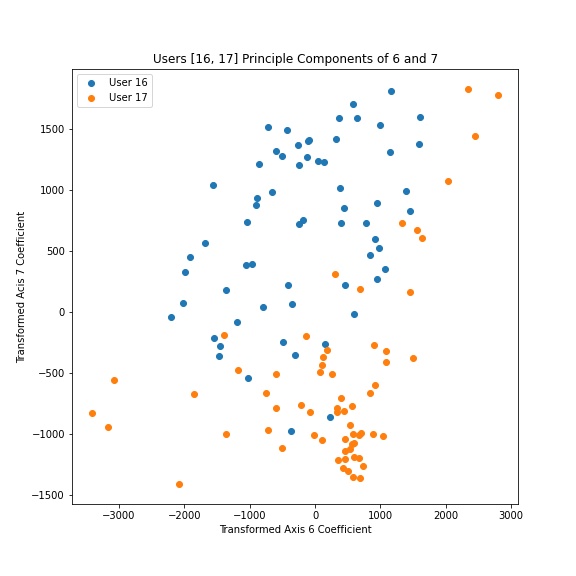 Users [16, 17] Principle Components of 6 and 7
User 16
User 17
Transformed Acis 7 Coefficient
1500
1000
500
0
−500
−1000
−1500
−3000 −2000 −1000 0 1000 2000 3000
Transformed Axis 6 Coefficient